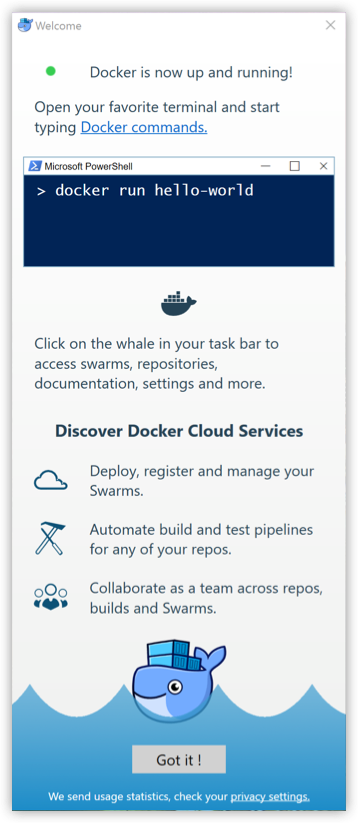 Welcome
Docker is now up and running!
Open your favorite terminal and start
typing Docker commands.
Microsoft PowerShell
> docker run hello-world
Click on the whale in your task bar to
access swarms, repositories,
documentation, settings and more.
Discover Docker Cloud Services
Deploy, register and manage your
Swarms.
Automate build and test pipelines
for any of your repos.
Collaborate as a team across repos,
builds and Swarms.
Got it !
We send usage statistics, check your privacy settings.